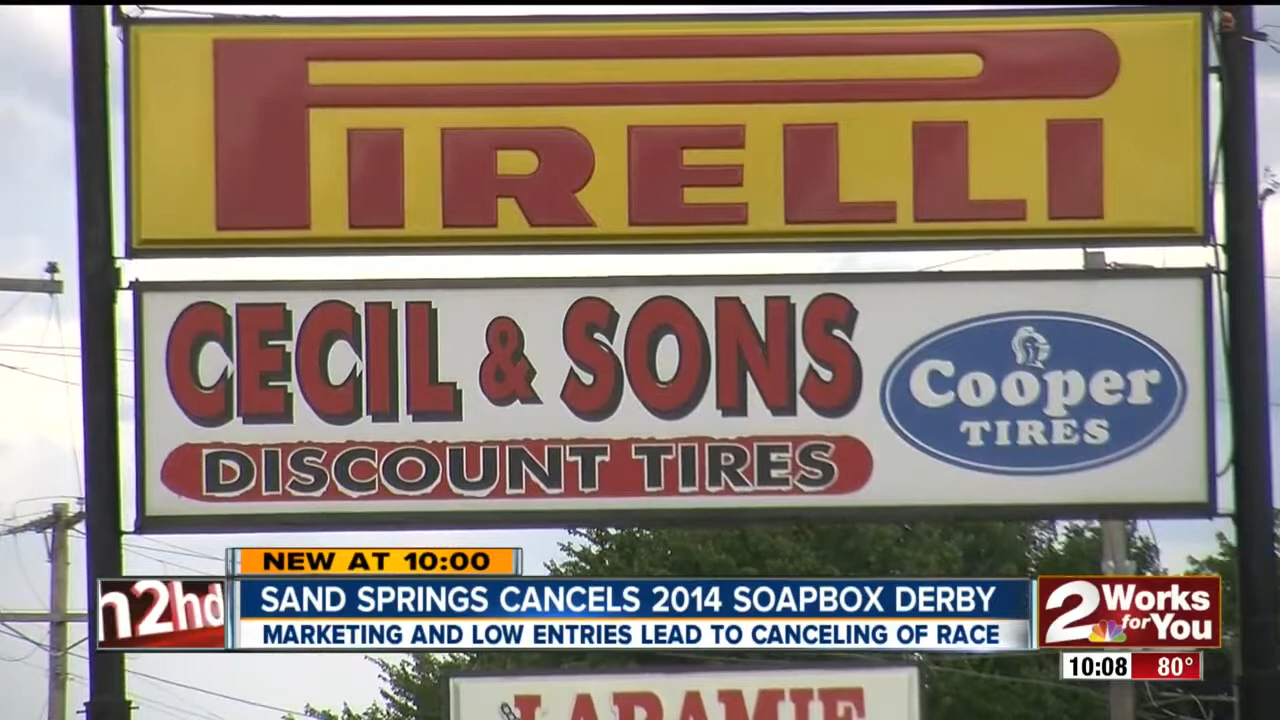 PIRELLI
CECIL & SONS
DISCOUNT TIRES
Cooper
TIRES
NEW AT 10:00
n2hd
SAND SPRINGS CANCELS 2014 SOAPBOX DERBY
MARKETING AND LOW ENTRIES LEAD TO CANCELING OF RACE
2 Works
for You
10:08 80°
LARAMIE